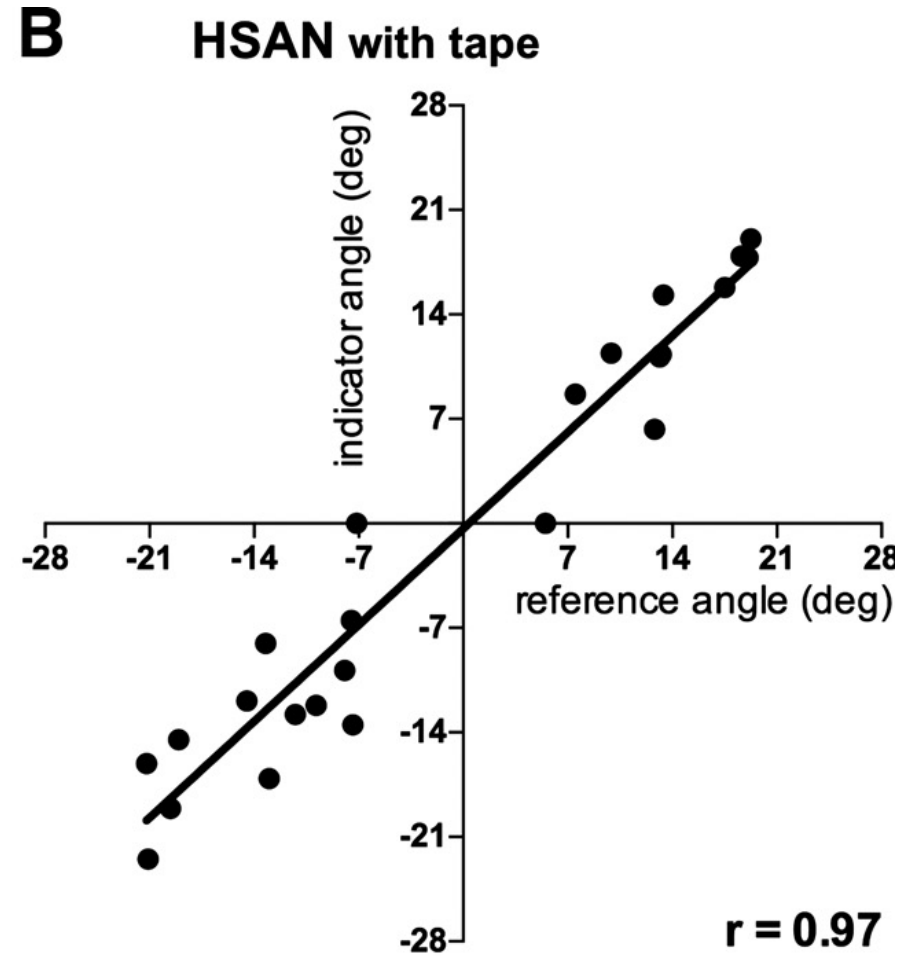 B HSAN with tape
28
indicator angle (deg)
21
14
7
-28 -21 -14 -7 7 14 21 28
reference angle (deg)
-7
-14
-21
-28
r = 0.97